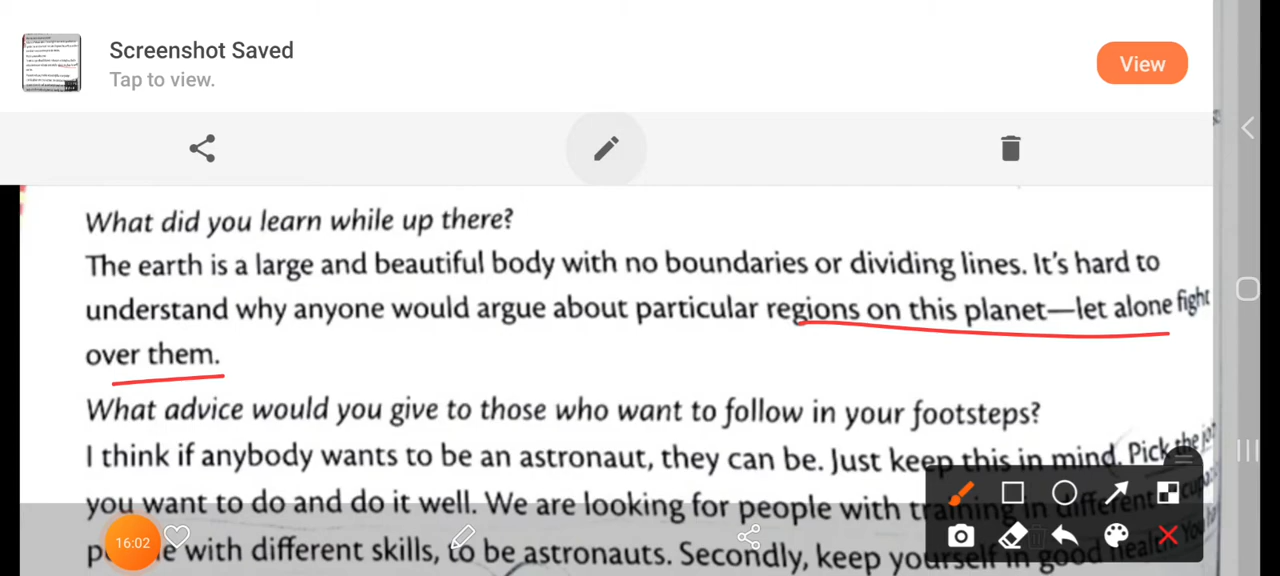 Screenshot Saved
Tap to view.
View
What did you learn while up there?
The earth is a large and beautiful body with no boundaries or dividing lines. It's hard to
understand why anyone would argue about particular regions on this planet—let alone fight
over them.
What advice would you give to those who want to follow in your footsteps?
I think if anybody wants to be an astronaut, they can be. Just keep this in mind. Pick the
you want to do and do it well. We are looking for people with training in different
16:02
with different skills, to be astronauts. Secondly, keep yourself in good health. You